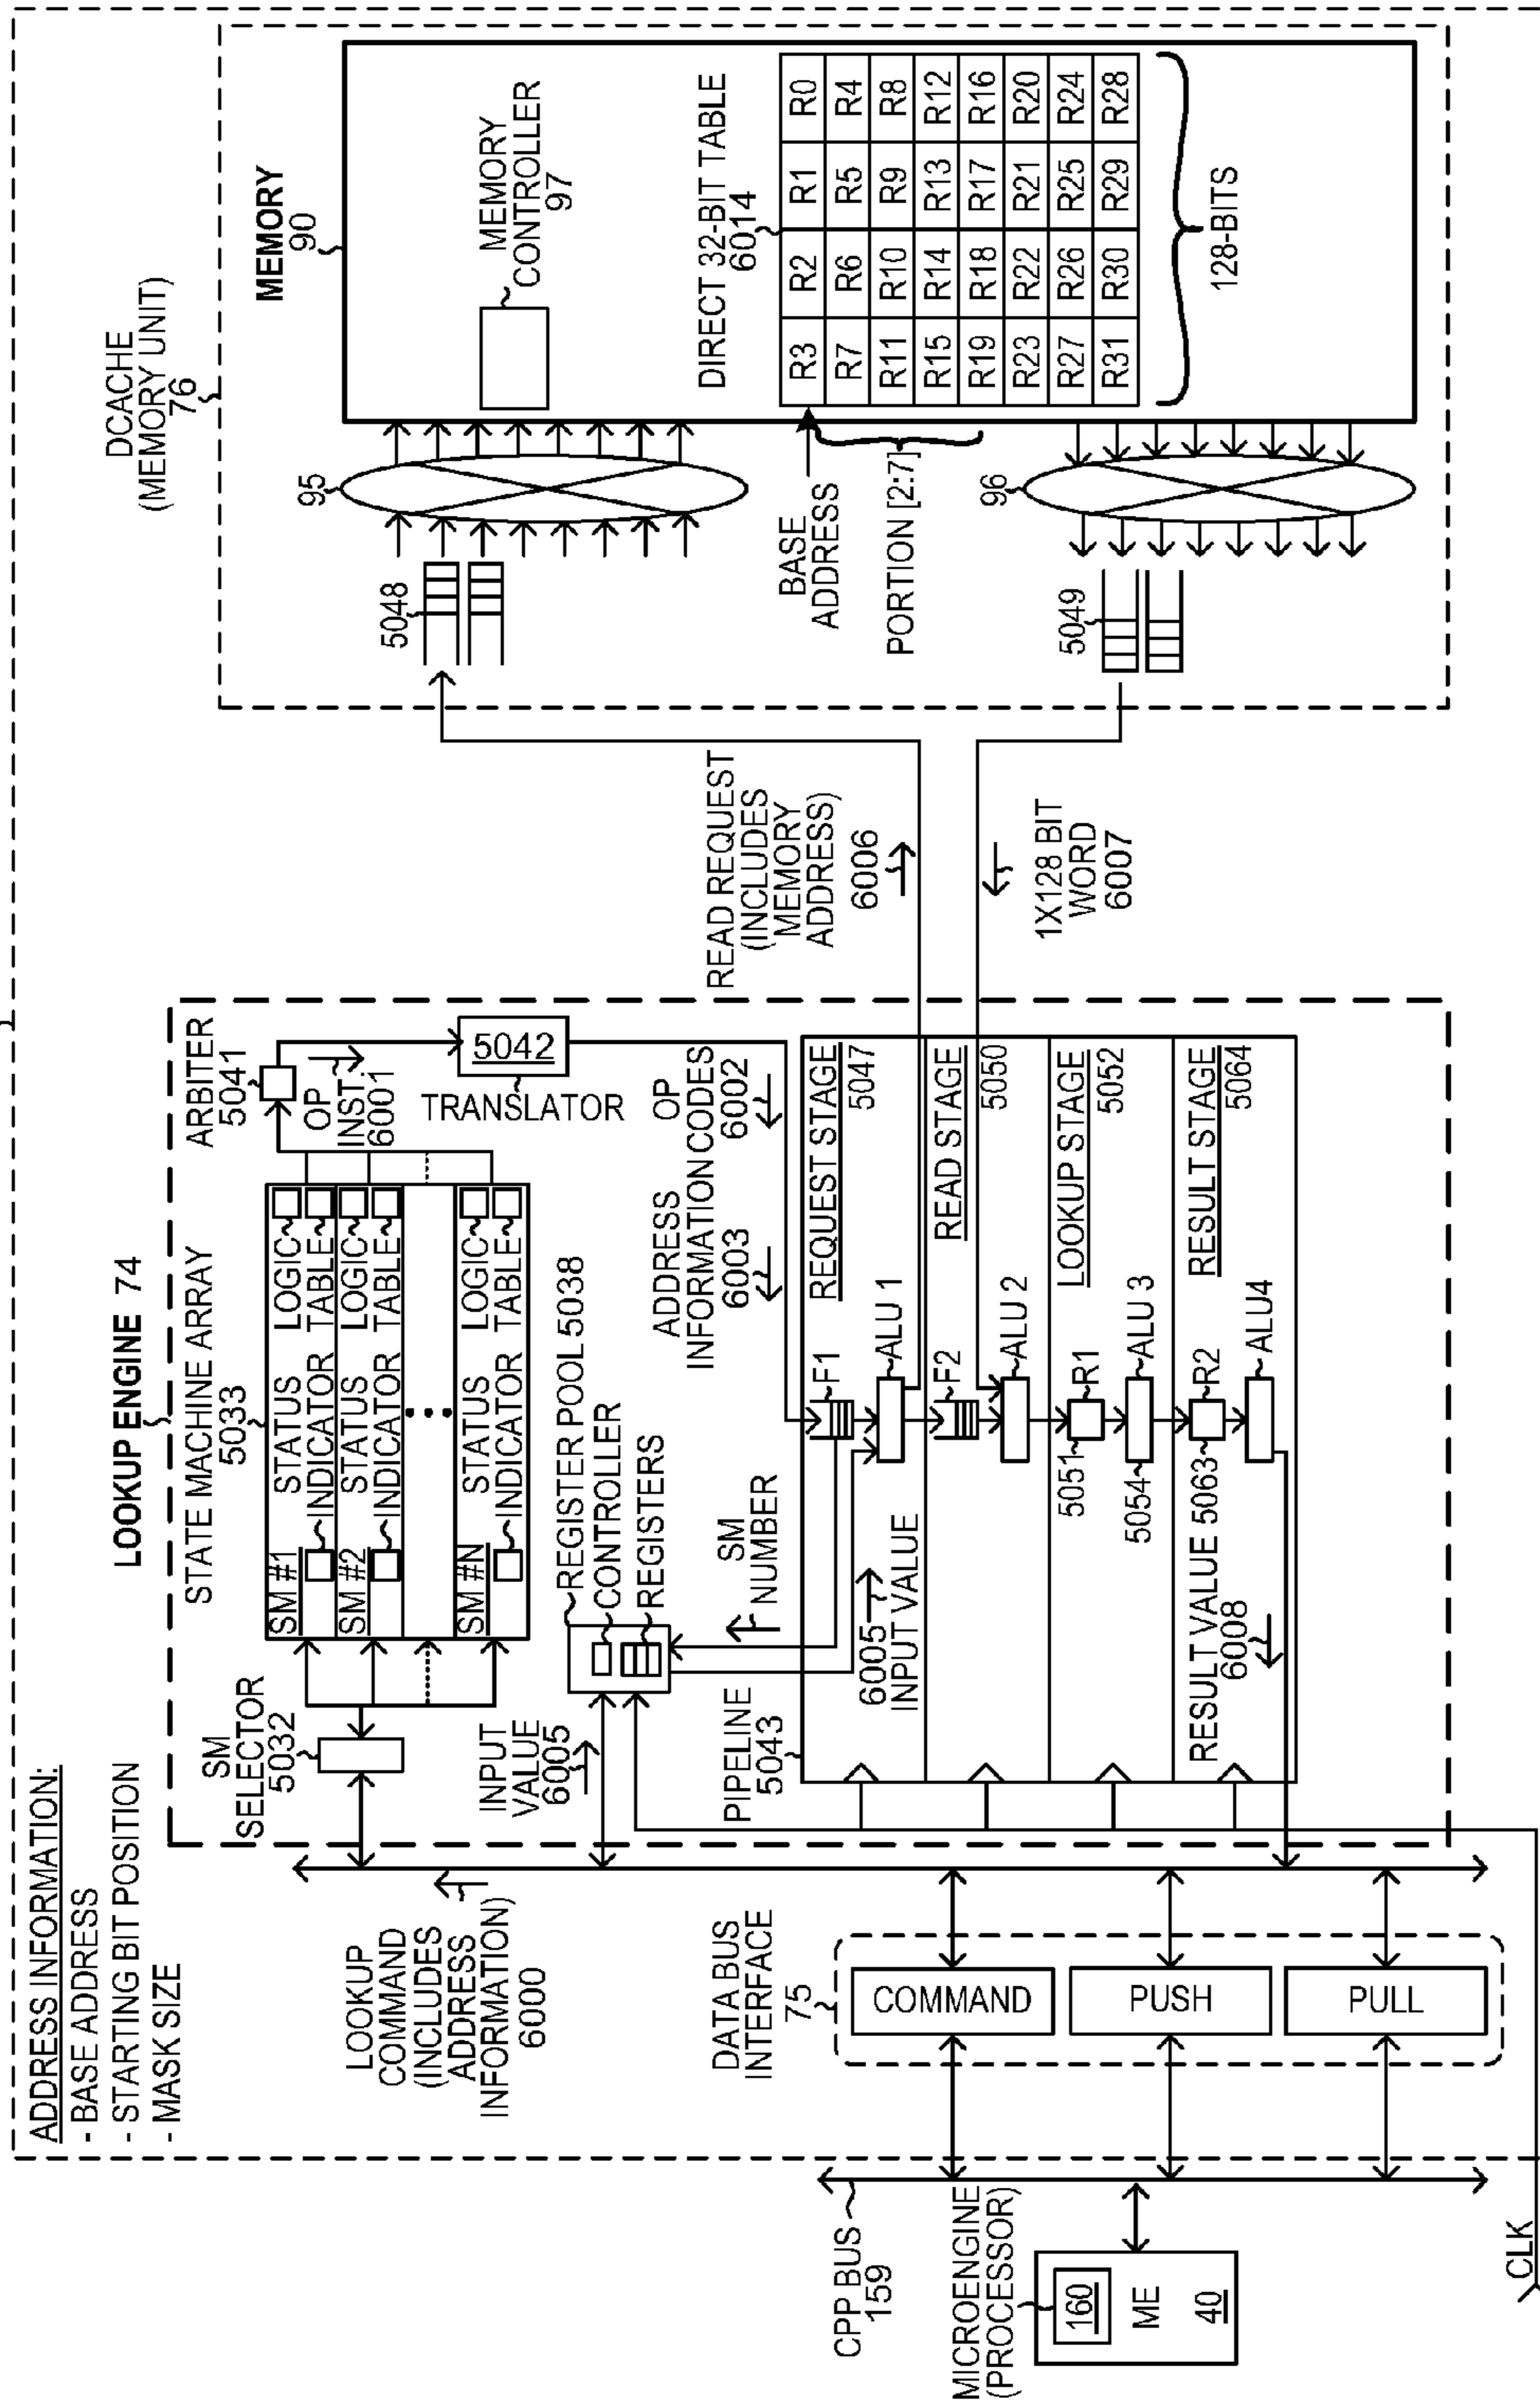 ADDRESS INFORMATION:
- BASE ADDRESS
- STARTING BIT POSITION
- MASK SIZE
LOOKUP ENGINE 74
SM
SELECTOR
5032
STATE MACHINE ARRAY
5033
SM #1
STATUS
INDICATOR
LOGIC
TABLE
SM #2
STATUS
INDICATOR
LOGIC
TABLE
SM #N
STATUS
INDICATOR
LOGIC
TABLE
ARBITER
5041
OP
INST.
6001
5042
TRANSLATOR
LOOKUP
COMMAND
(INCLUDES
ADDRESS
INFORMATION)
6000
INPUT
VALUE
6005
REGISTER POOL 5038
CONTROLLER
REGISTERS
SM
NUMBER
ADDRESS
INFORMATION
6003
OP
CODES
6002
PIPELINE
5043
6005
INPUT VALUE
F1
ALU 1
REQUEST STAGE
5047
F2
ALU 2
READ STAGE
5050
5051
R1
5054
ALU 3
LOOKUP STAGE
5052
RESULT VALUE
6008
5063
R2
ALU4
RESULT STAGE
5064
DATA BUS
INTERFACE
75
COMMAND
PUSH
PULL
CPP BUS
159
MICROENGINE
(PROCESSOR)
160
ME
40
CLK
READ REQUEST
(INCLUDES
MEMORY
ADDRESS)
6006
1X128 BIT
WORD
6007
DCACHE
(MEMORY UNIT)
76
MEMORY
90
95
5048
MEMORY
CONTROLLER
97
BASE
ADDRESS
PORTION [2:7]
DIRECT 32-BIT TABLE
6014
R3 R2 R1 R0
R7 R6 R5 R4
R11 R10 R9 R8
R15 R14 R13 R12
R19 R18 R17 R16
R23 R22 R21 R20
R27 R26 R25 R24
R31 R30 R29 R28
128-BITS
96
5049